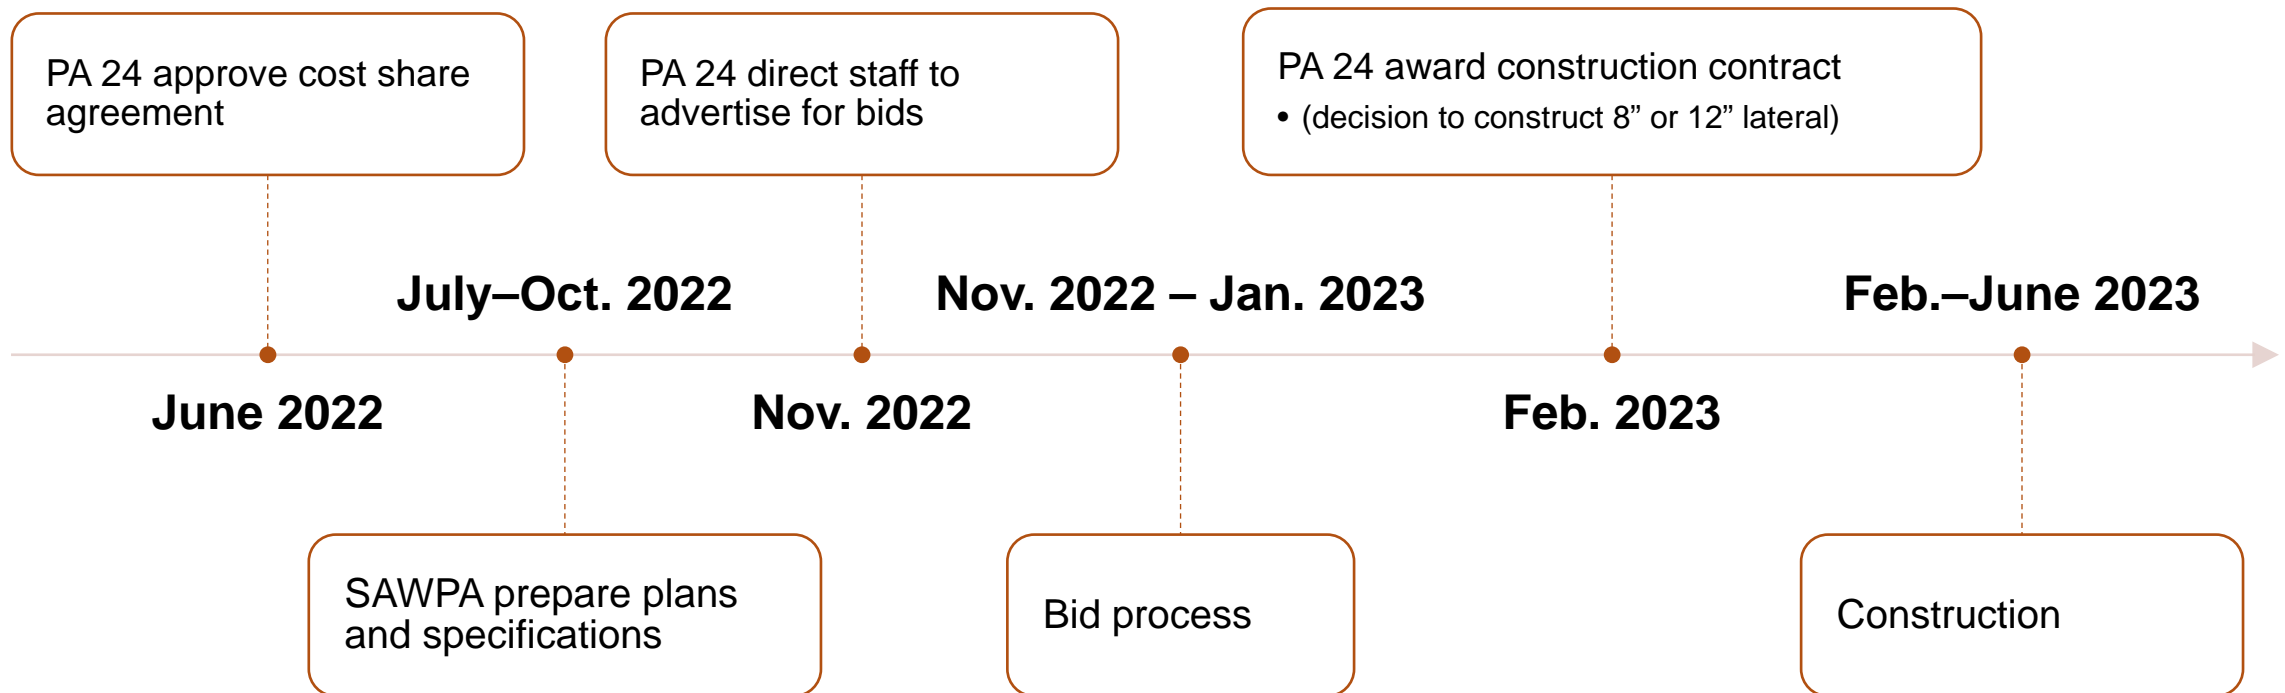 PA 24 approve cost share
agreement
PA 24 direct staff to
advertise for bids
PA 24 award construction contract
• (decision to construct 8” or 12” lateral)
July–Oct. 2022
Nov. 2022 – Jan. 2023
Feb.–June 2023
June 2022
Nov. 2022
Feb. 2023
SAWPA prepare plans
and specifications
Bid process
Construction